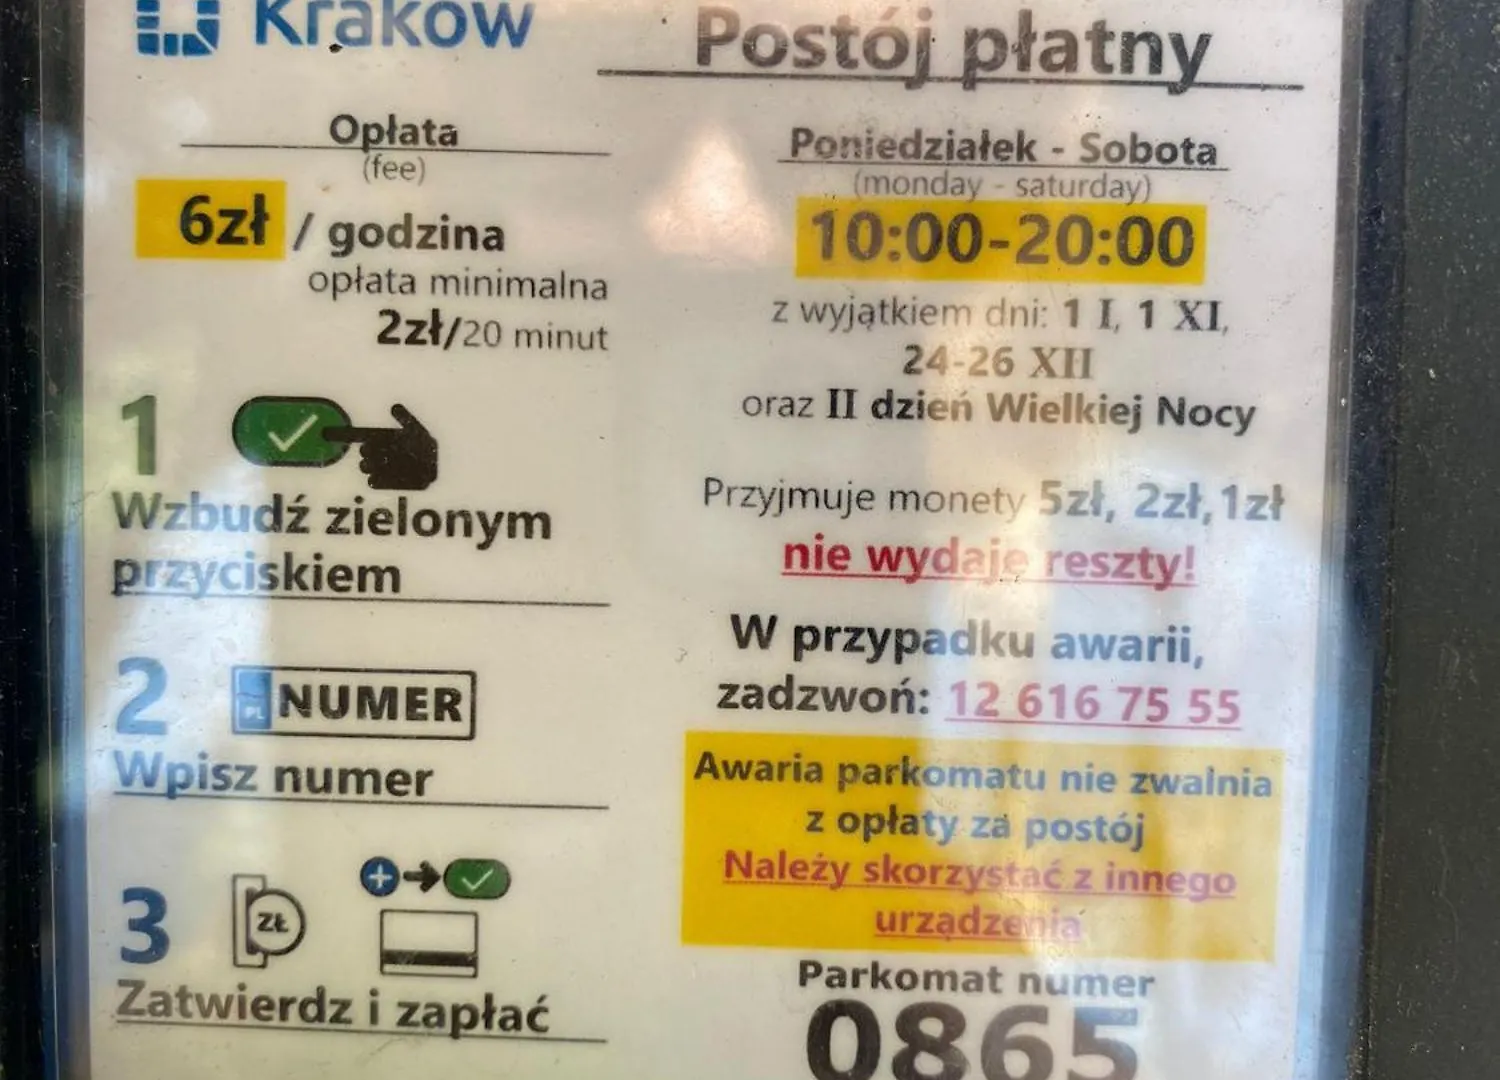 Kraków
Postój płatny
Opłata
(fee)
6zł / godzina
opłata minimalna
2zł/20 minut
1
Wzbudź zielonym
przyciskiem
2
PL NUMER
Wpisz numer
3
ZŁ
Zatwierdz i zapłać
Poniedziałek - Sobota
(monday - saturday)
10:00-20:00
z wyjątkiem dni: 1 I, 1 XI,
24-26 XII
oraz II dzień Wielkiej Nocy
Przyjmuje monety 5zł, 2zł, 1zł
nie wydaje reszty!
W przypadku awarii,
zadzwoń: 12 616 75 55
Awaria parkomatu nie zwalnia
z opłaty za postój
Należy skorzystać z innego
urządzenia
Parkomat numer
0865